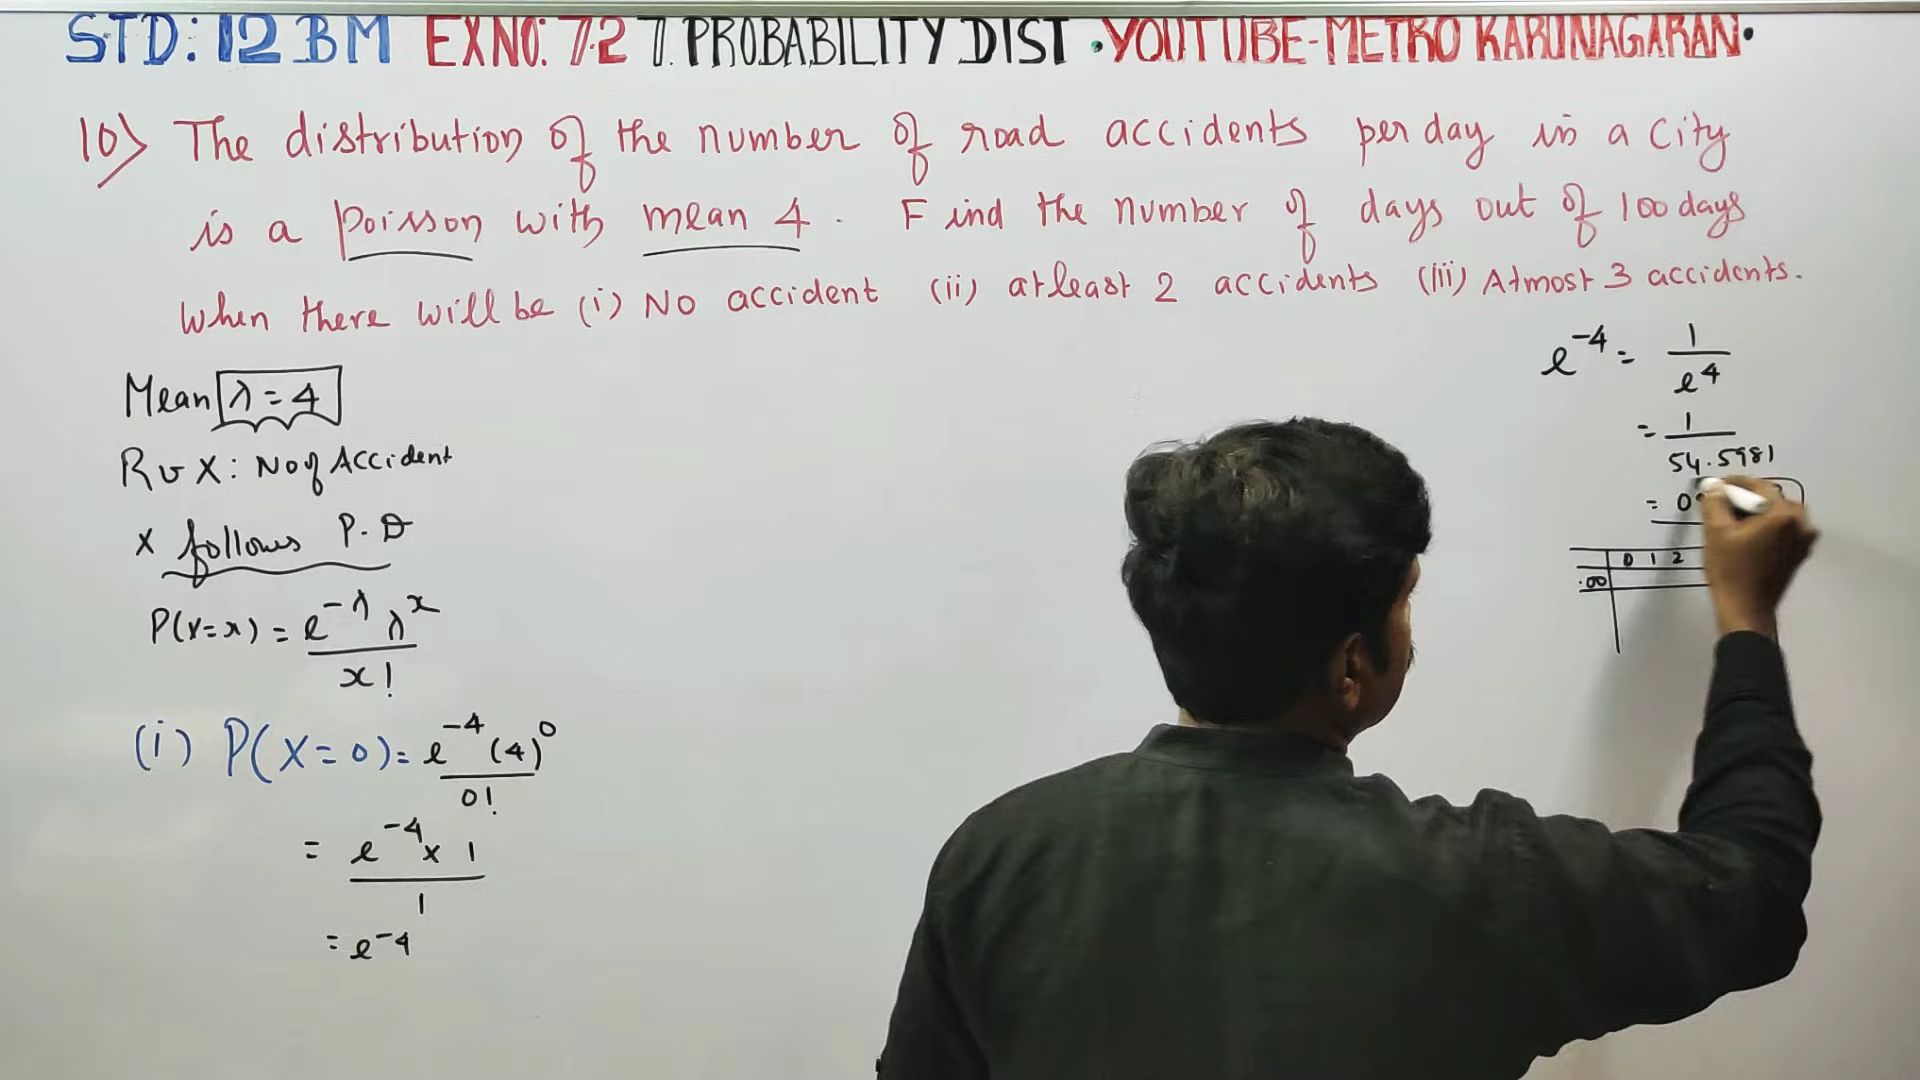 STD: 12 BM EXNO: 7.2 7. PROBABILITY DIST • YOUTUBE-METRO KARUNAGARAN•
10) The distribution of the number of road accidents per day in a city
is a poisson with mean 4. Find the number of days out of 100 days
when there will be (i) No accident (ii) atleast 2 accidents (iii) Atmost 3 accidents.
Mean λ = 4
R v X : No of Accident
X follows P. D
P(X=x) = e^-λ λ^x
x!
(i) P(X=0) = e^-4 (4)^0
0!
= e^-4 x 1
1
= e^-4
e^-4 = 1
e^4
= 1
54.5981
= 0
0 1 2
.00